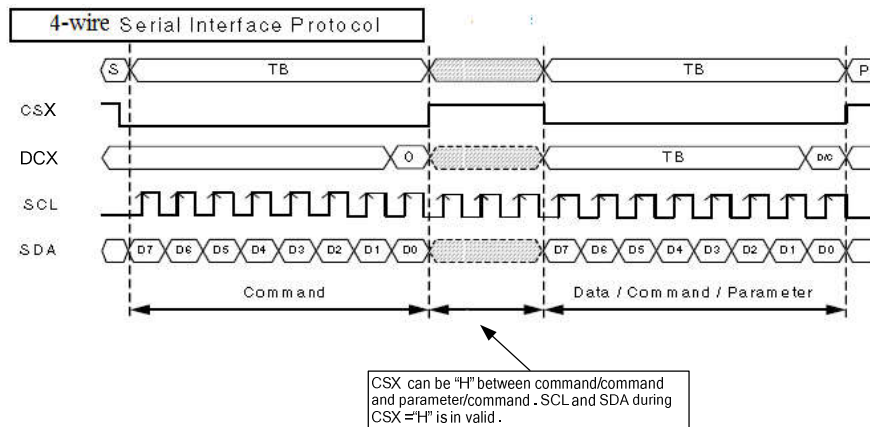 4-wire Serial Interface Protocol
S TB TB P
CSX
DCX 0 TB D/C
SCL
SDA D7 D6 D5 D4 D3 D2 D1 D0 D7 D6 D5 D4 D3 D2 D1 D0
Command Data / Command / Parameter
CSX can be "H" between command/command
and parameter/command . SCL and SDA during
CSX ="H" is in valid .